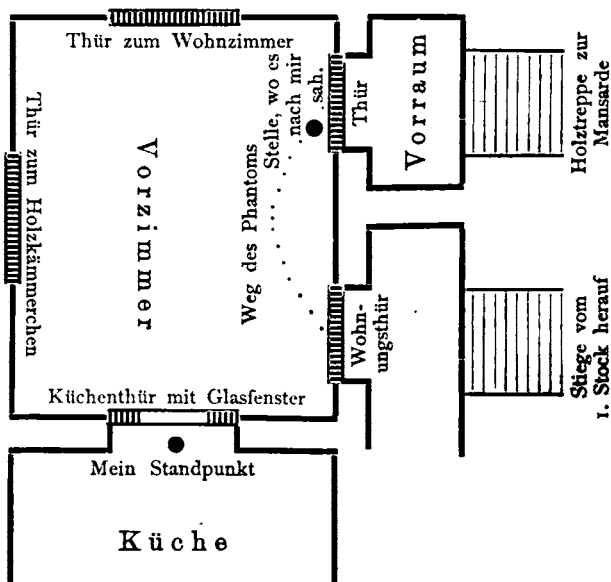 Thür zum Wohnzimmer
Thür zum Holzkämmerchen
Vorzimmer
Weg des Phantoms
Stelle, wo es
nach mir
sah.
Thür
Vorraum
Holztreppe zur
Mansarde
Wohn-
ungsthür
Stiege vom
1. Stock herauf
Küchenthür mit Glasfenster
Mein Standpunkt
Küche